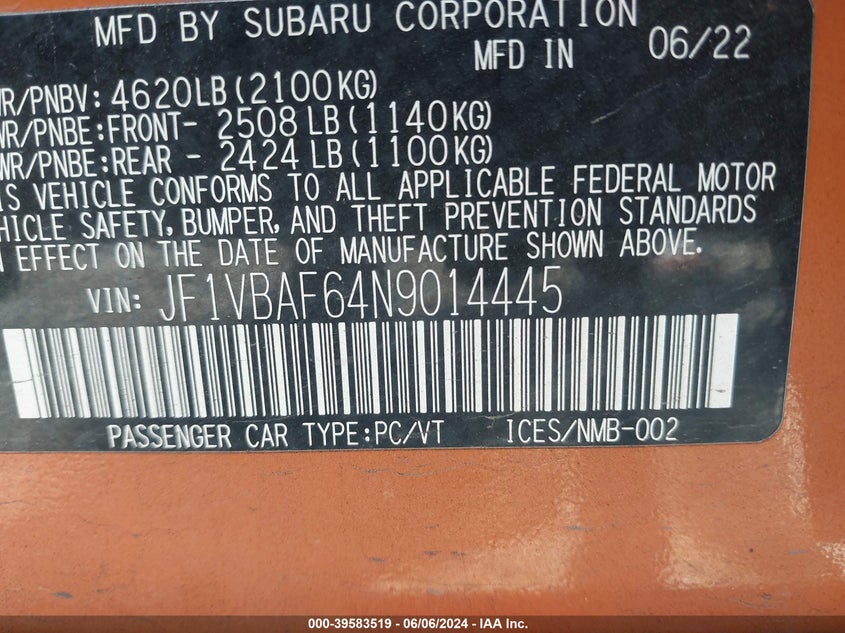 MFD BY SUBARU CORPORATION
MFD IN 06/22
WR/PNBV: 4620LB(2100KG)
WR/PNBE:FRONT- 2508 LB(1140KG)
WR/PNBE:REAR - 2424 LB(1100KG)
IS VEHICLE CONFORMS TO ALL APPLICABLE FEDERAL MOTOR
HICLE SAFETY, BUMPER, AND THEFT PREVENTION STANDARDS
N EFFECT ON THE DATE OF MANUFACTURE SHOWN ABOVE.
VIN: JF1VBAF64N9014445
PASSENGER CAR TYPE:PC/VT ICES/NMB-002
000-39583519 - 06/06/2024 - IAA Inc.